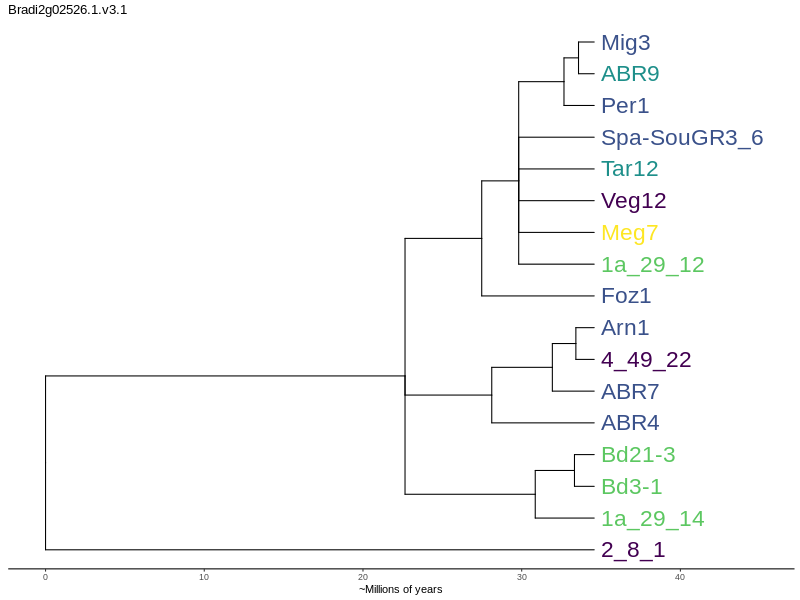 Bradi2g02526.1.v3.1
Mig3
ABR9
Per1
Spa-SouGR3_6
Tar12
Veg12
Meg7
1a_29_12
Foz1
Arn1
4_49_22
ABR7
ABR4
Bd21-3
Bd3-1
1a_29_14
2_8_1
0 10 20 30 40
~Millions of years